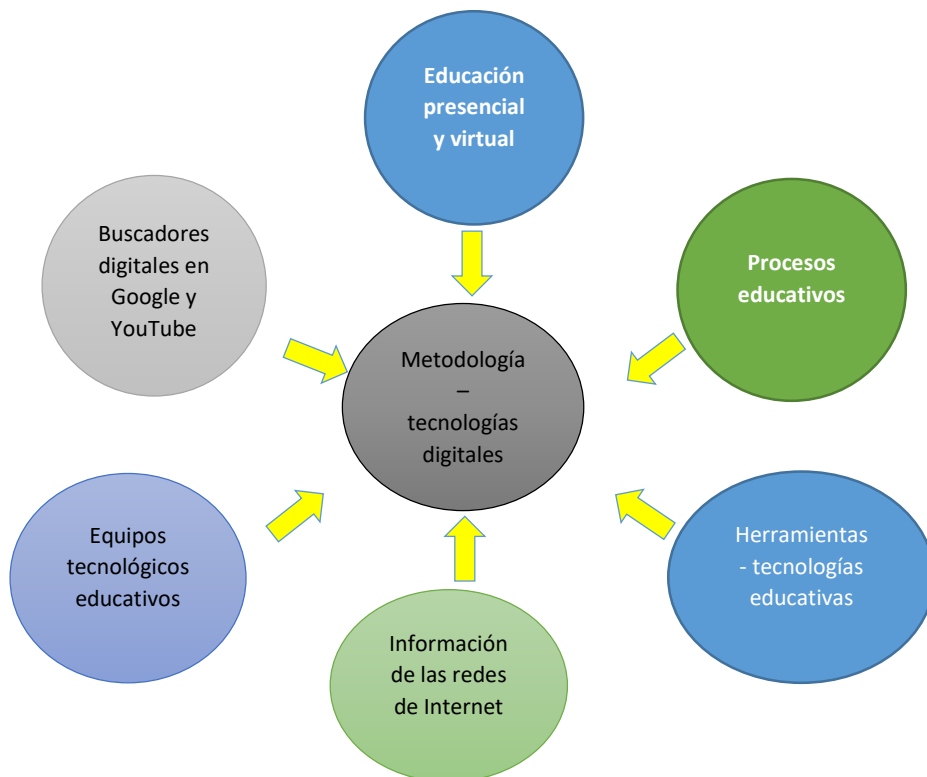 Educación
presencial
y virtual
Buscadores
digitales en
Google y
YouTube
Procesos
educativos
Metodología
–
tecnologías
digitales
Equipos
tecnológicos
educativos
Herramientas
- tecnologías
educativas
Información
de las redes
de Internet